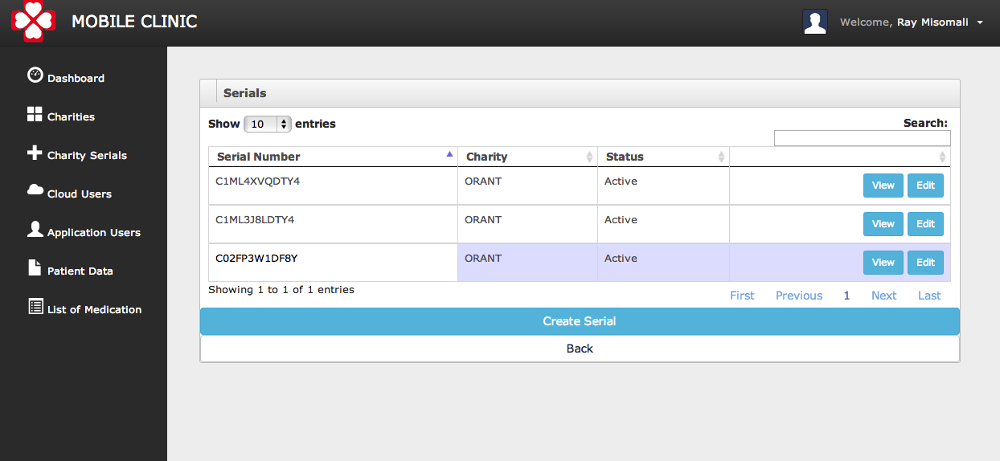 MOBILE CLINIC
Welcome, Ray Misomali
Dashboard
Charities
Charity Serials
Cloud Users
Application Users
Patient Data
List of Medication
Serials
Show 10 entries
Search:
Serial Number Charity Status
C1ML4XVQDTY4 ORANT Active View Edit
C1ML3J8LDTY4 ORANT Active View Edit
C02FP3W1DF8Y ORANT Active View Edit
Showing 1 to 1 of 1 entries
First Previous 1 Next Last
Create Serial
Back